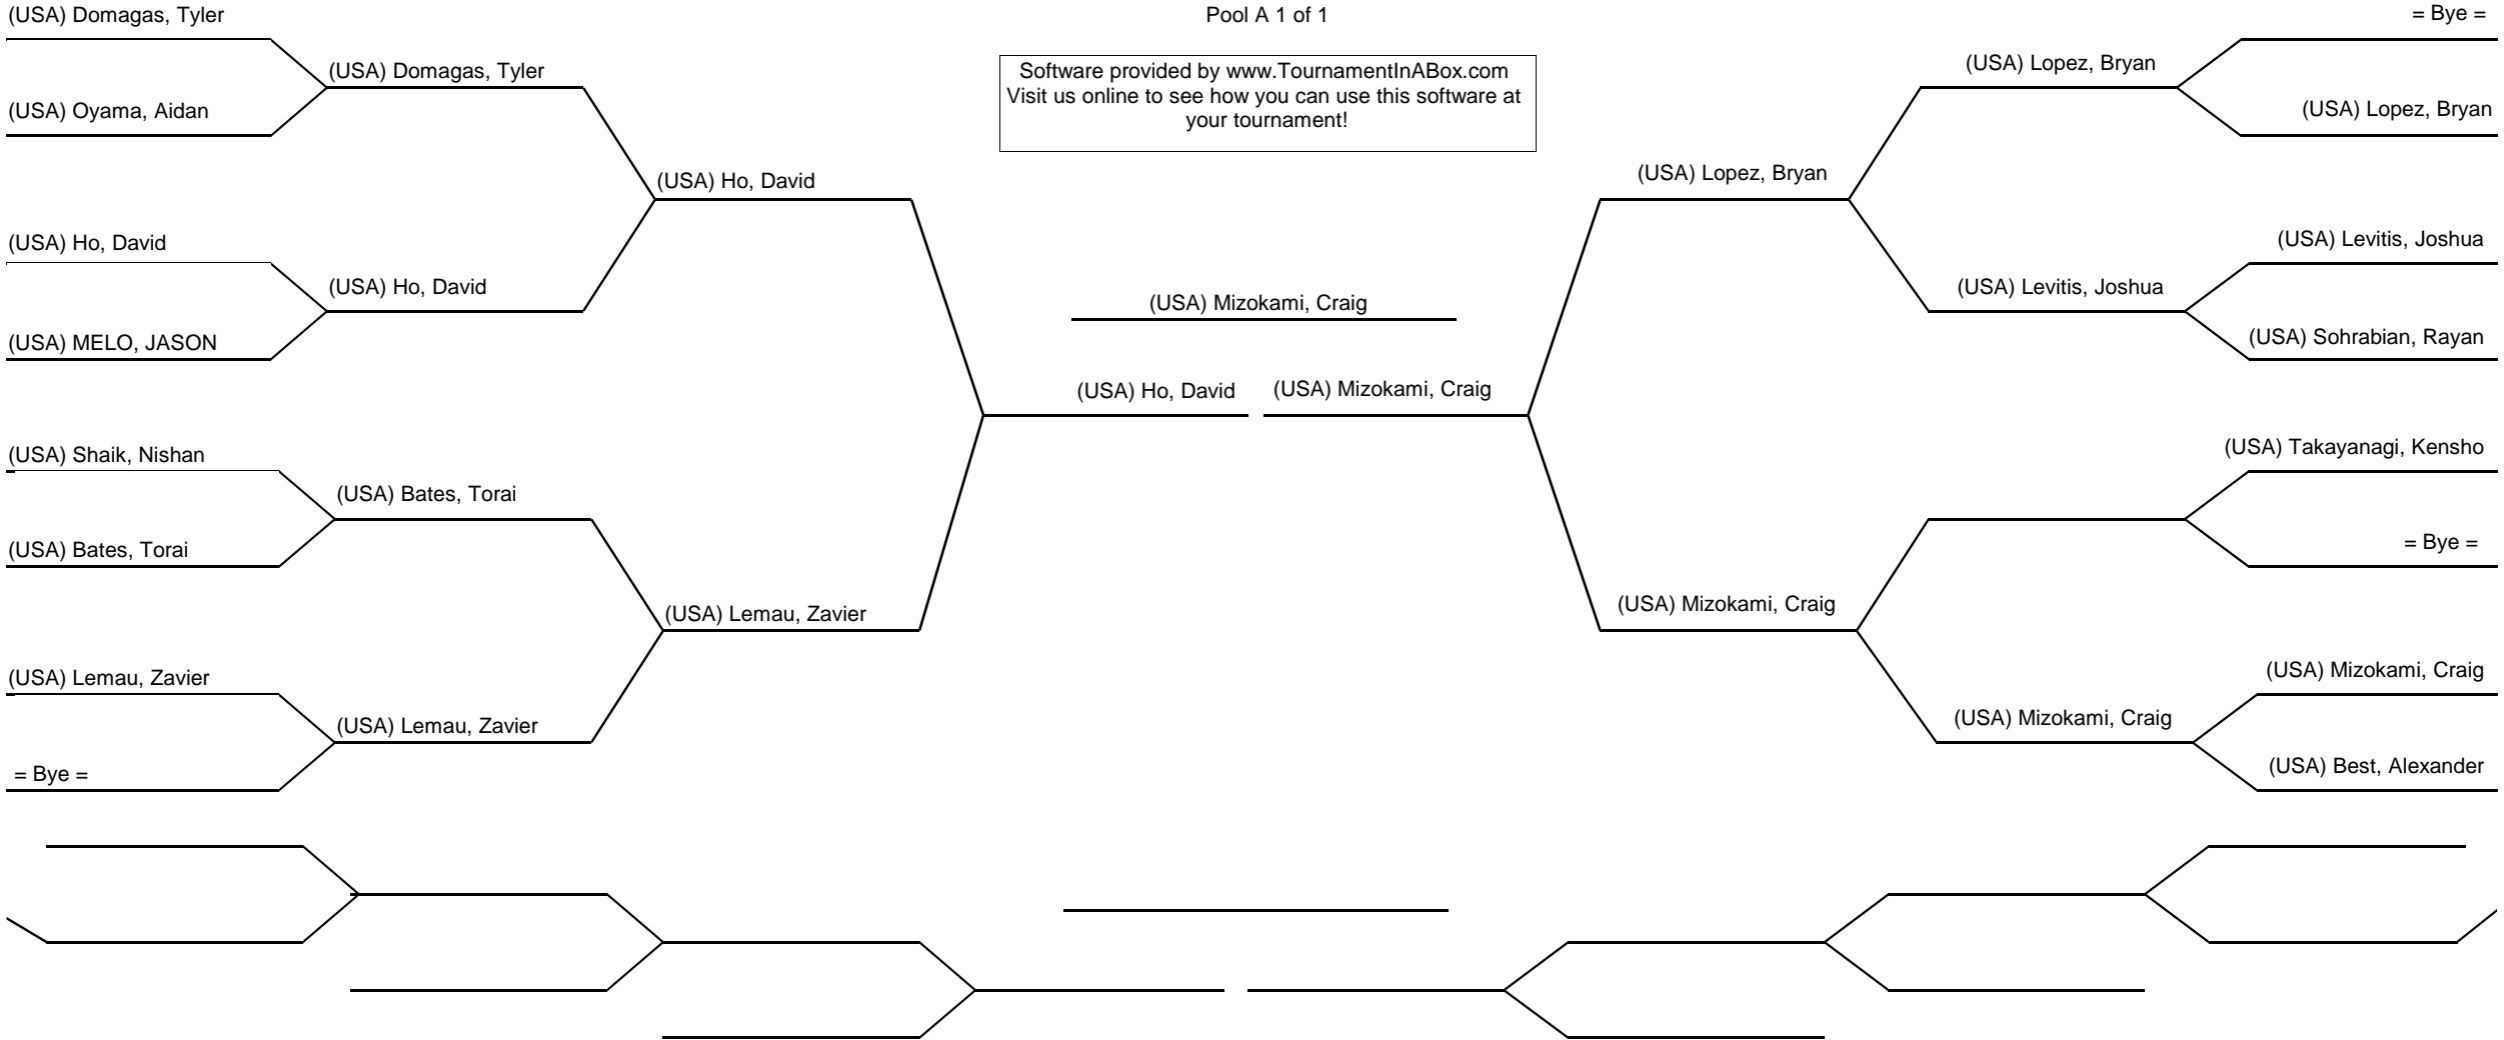 (USA) Domagas, Tyler
Pool A 1 of 1
= Bye =
(USA) Domagas, Tyler
Software provided by www.TournamentInABox.com
Visit us online to see how you can use this software at
your tournament!
(USA) Lopez, Bryan
(USA) Oyama, Aidan
(USA) Lopez, Bryan
(USA) Ho, David
(USA) Lopez, Bryan
(USA) Ho, David
(USA) Levitis, Joshua
(USA) Ho, David
(USA) Mizokami, Craig
(USA) Levitis, Joshua
(USA) MELO, JASON
(USA) Sohrabian, Rayan
(USA) Ho, David
(USA) Mizokami, Craig
(USA) Shaik, Nishan
(USA) Takayanagi, Kensho
(USA) Bates, Torai
(USA) Bates, Torai
= Bye =
(USA) Lemau, Zavier
(USA) Mizokami, Craig
(USA) Lemau, Zavier
(USA) Mizokami, Craig
(USA) Lemau, Zavier
(USA) Mizokami, Craig
= Bye =
(USA) Best, Alexander